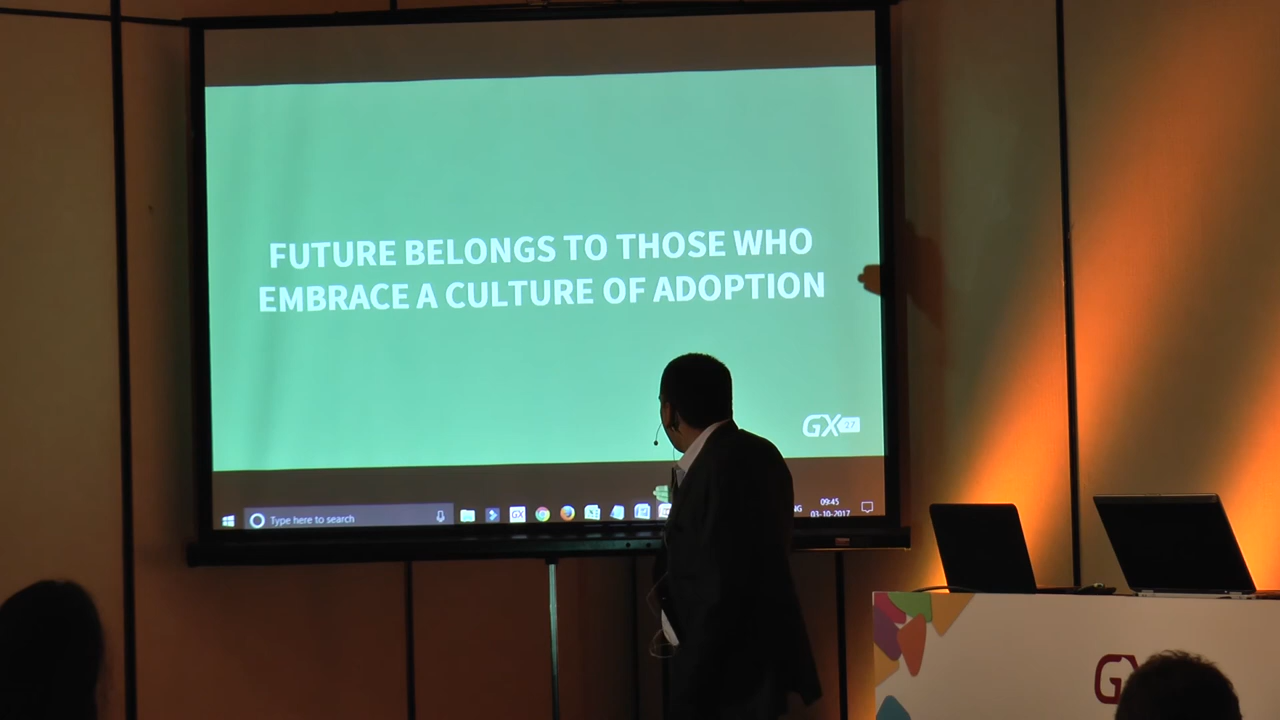 FUTURE BELONGS TO THOSE WHO
EMBRACE A CULTURE OF ADOPTION
GX27
Type here to search
GX
09:45
03-10-2017
G